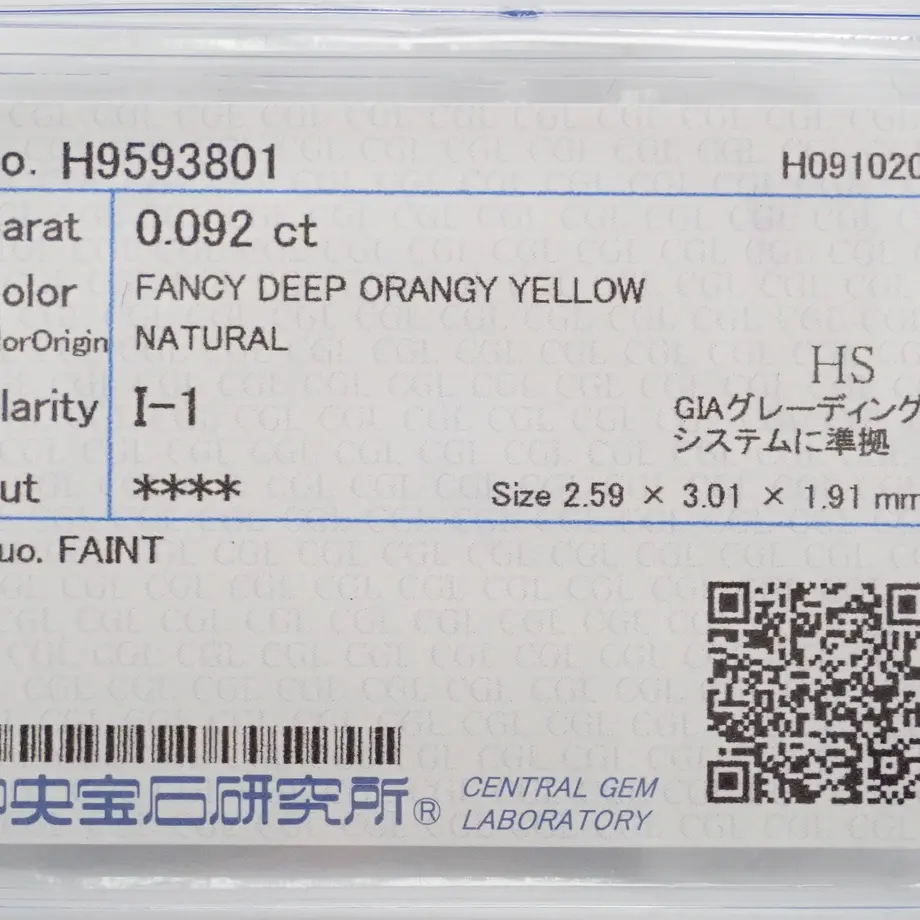 o. H9593801 H091020
arat 0.092 ct
olor FANCY DEEP ORANGY YELLOW
lorOrigin NATURAL
larity I-1
HS
GIAグレーディング
システムに準拠
ut ****
Size 2.59 × 3.01 × 1.91 mm
uo. FAINT
中央宝石研究所® CENTRAL GEM
LABORATORY